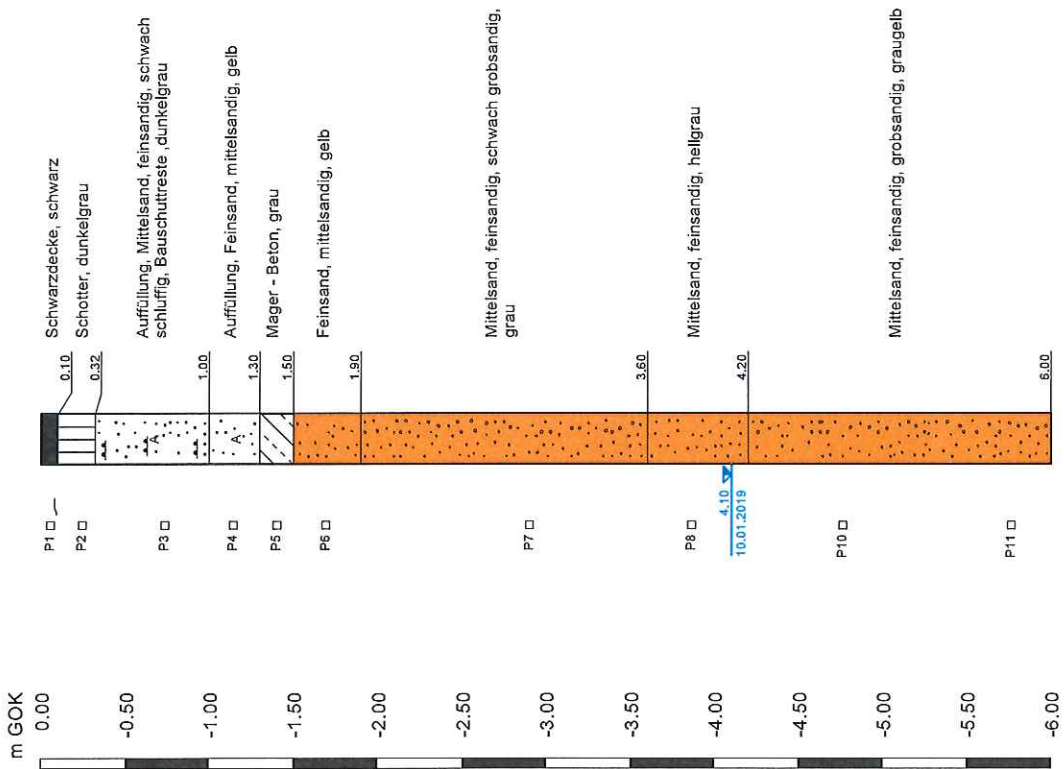 m GOK
0.00
-0.50
-1.00
-1.50
-2.00
-2.50
-3.00
-3.50
-4.00
-4.50
-5.00
-5.50
-6.00
P1
P2
P3
P4
P5
P6
P7
P8
P10
P11
4.10
10.01.2019
A
A
0.10
0.32
1.00
1.30
1.50
1.90
3.60
4.20
6.00
Schwarzdecke, schwarz
Schotter, dunkelgrau
Auffüllung, Mittelsand, feinsandig, schwach
schluffig, Bauschuttreste ,dunkelgrau
Auffüllung, Feinsand, mittelsandig, gelb
Mager - Beton, grau
Feinsand, mittelsandig, gelb
Mittelsand, feinsandig, schwach grobsandig,
grau
Mittelsand, feinsandig, hellgrau
Mittelsand, feinsandig, grobsandig, graugelb